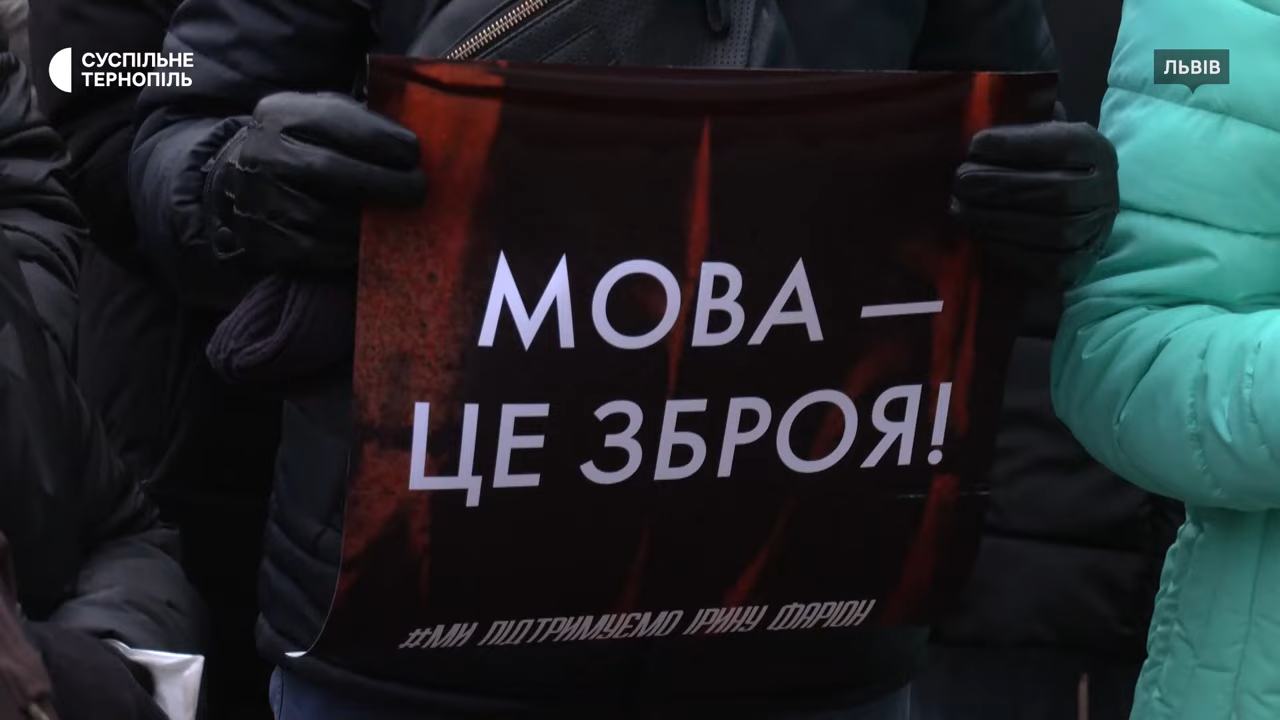 СУСПІЛЬНЕ
ТЕРНОПІЛЬ
ЛЬВІВ
МОВА —
ЦЕ ЗБРОЯ!
#МИ ПІДТРИМУЄМО ІРИНУ ФАРІОН